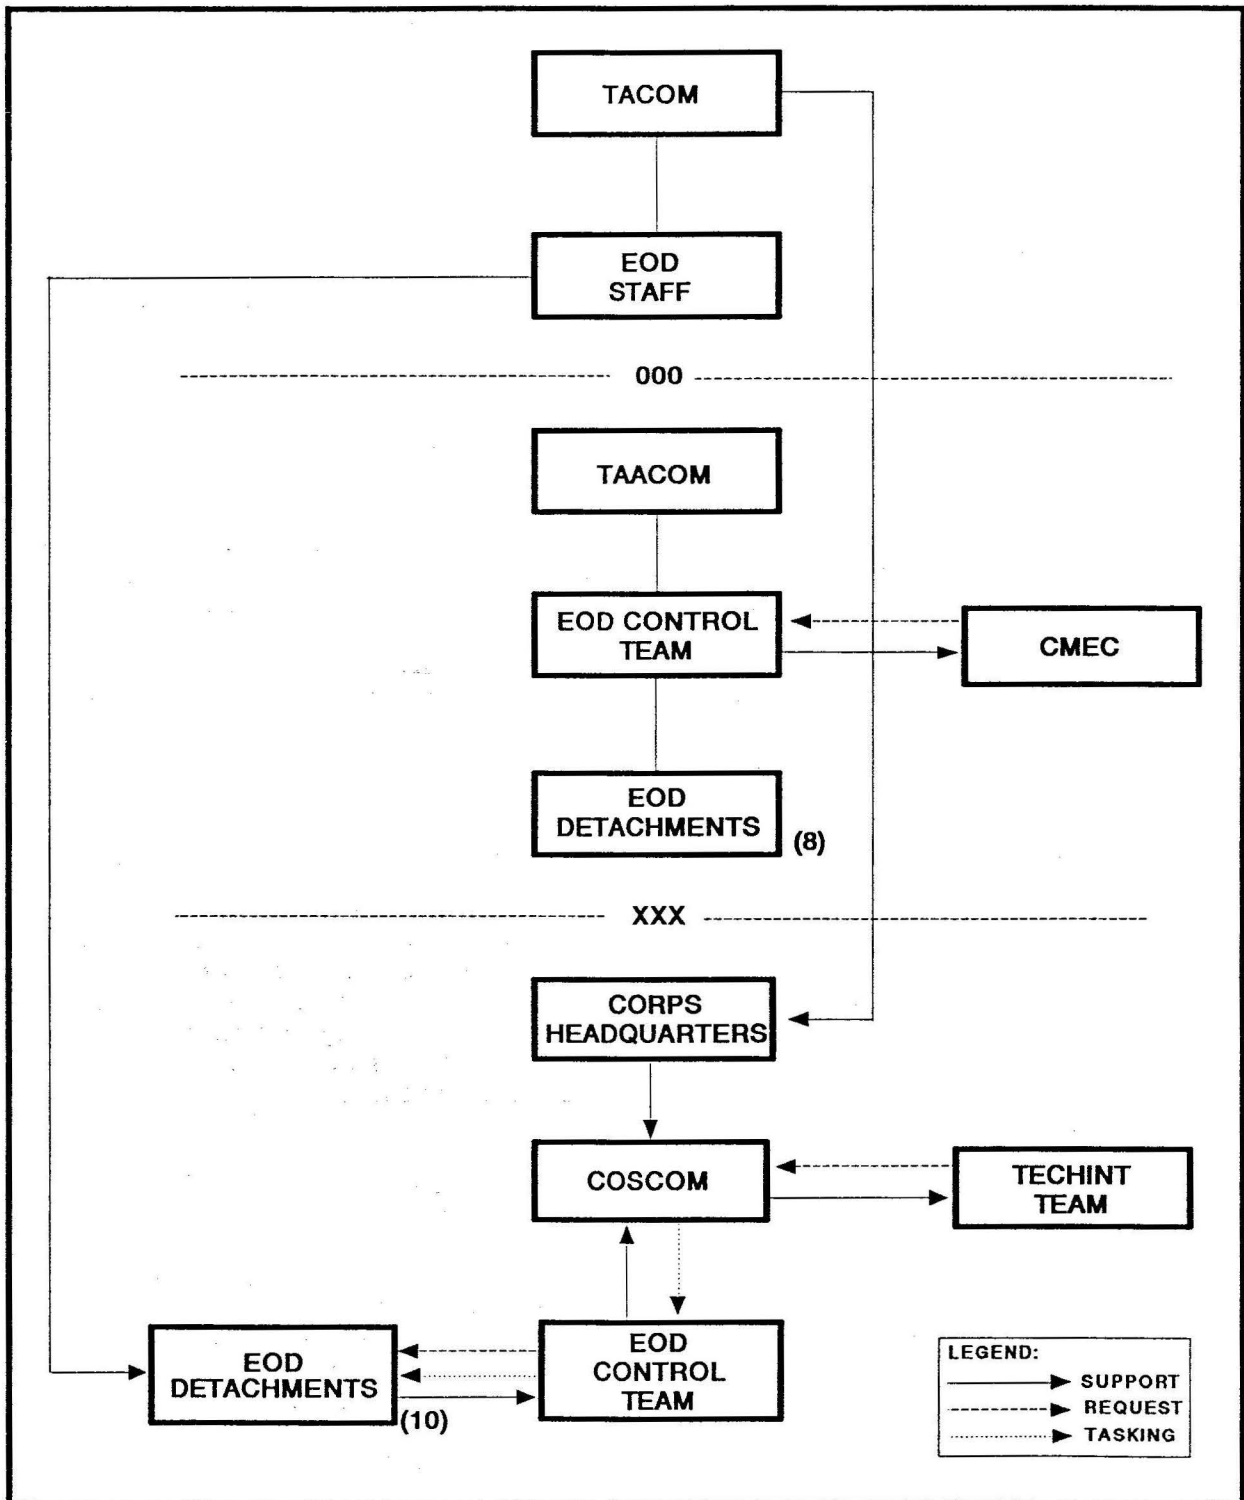 TACOM
EOD
STAFF
000
TAACOM
EOD CONTROL
TEAM
CMEC
EOD
DETACHMENTS
(8)
XXX
CORPS
HEADQUARTERS
COSCOM
TECHINT
TEAM
EOD
DETACHMENTS
(10)
EOD
CONTROL
TEAM
LEGEND:
SUPPORT
REQUEST
TASKING